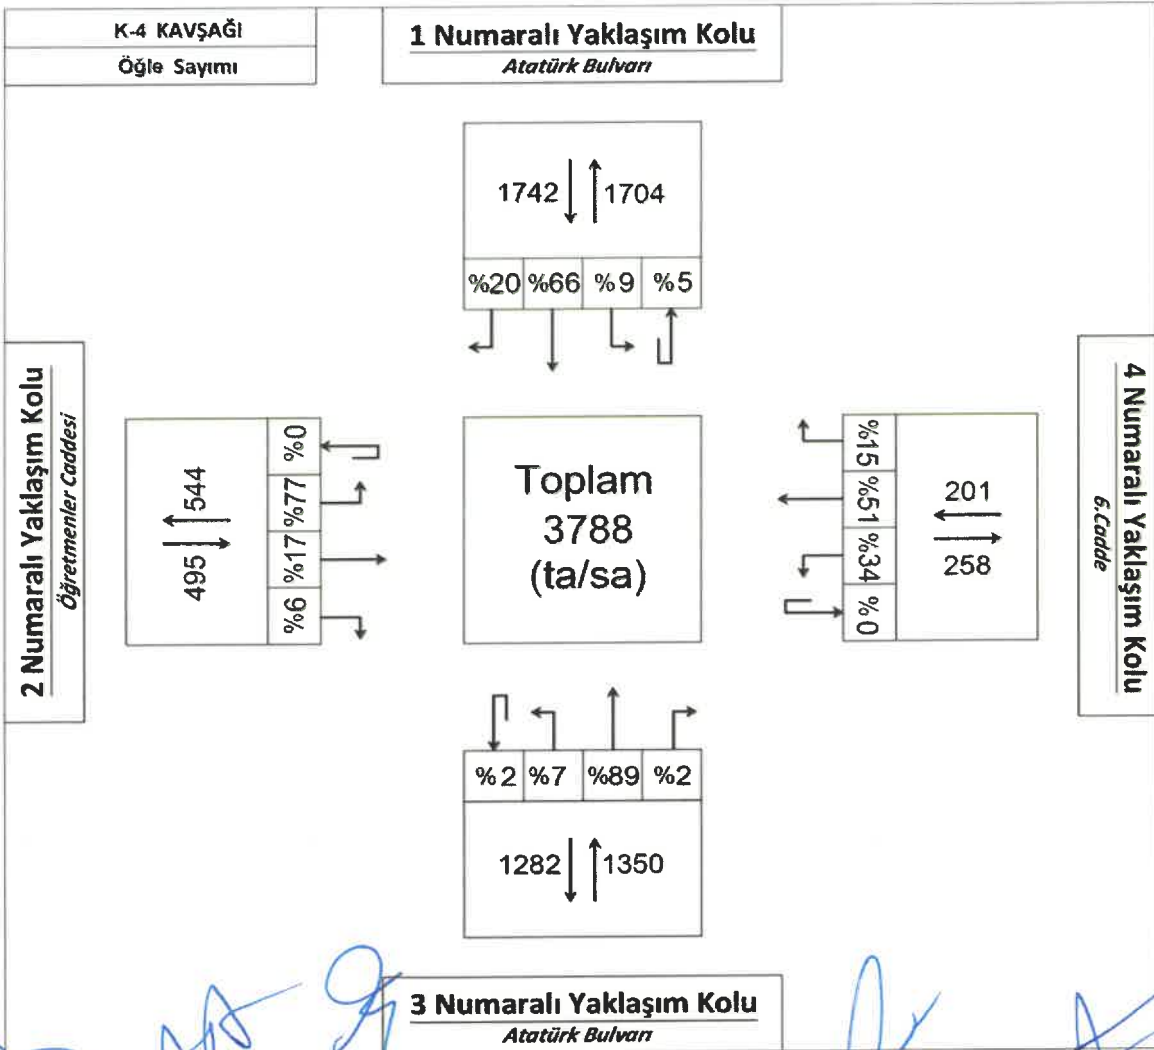 K-4 KAVŞAĞI
Öğle Sayımı
1 Numaralı Yaklaşım Kolu
Atatürk Bulvarı
1742 1704
%20 %66 %9 %5
2 Numaralı Yaklaşım Kolu
Öğretmenler Caddesi
544
495
%0
%77
%17
%6
Toplam
3788
(ta/sa)
%15
%51
%34
%0
201
258
4 Numaralı Yaklaşım Kolu
6.Cadde
%2 %7 %89 %2
1282 1350
3 Numaralı Yaklaşım Kolu
Atatürk Bulvarı